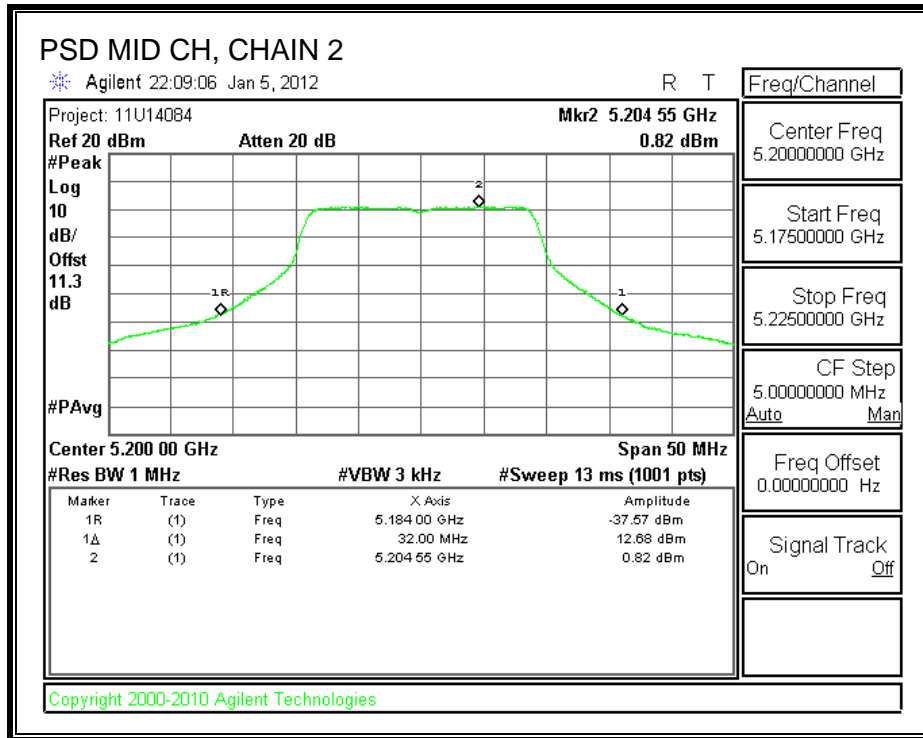 PSD MID CH, CHAIN 2
Agilent 22:09:06 Jan 5, 2012 R T
Project: 11U14084 Mkr2 5.204 55 GHz
Ref 20 dBm Atten 20 dB 0.82 dBm
#Peak
Log
10
dB/
Offst
11.3
dB
#PAvg
2
1R
1
Center 5.200 00 GHz Span 50 MHz
#Res BW 1 MHz #VBW 3 kHz #Sweep 13 ms (1001 pts)
Marker Trace Type X Axis Amplitude
1R (1) Freq 5.184 00 GHz -37.57 dBm
1Δ (1) Freq 32.00 MHz 12.68 dBm
2 (1) Freq 5.204 55 GHz 0.82 dBm
Freq/Channel
Center Freq
5.20000000 GHz
Start Freq
5.17500000 GHz
Stop Freq
5.22500000 GHz
CF Step
5.00000000 MHz
Auto Man
Freq Offset
0.00000000 Hz
Signal Track
On Off
Copyright 2000-2010 Agilent Technologies